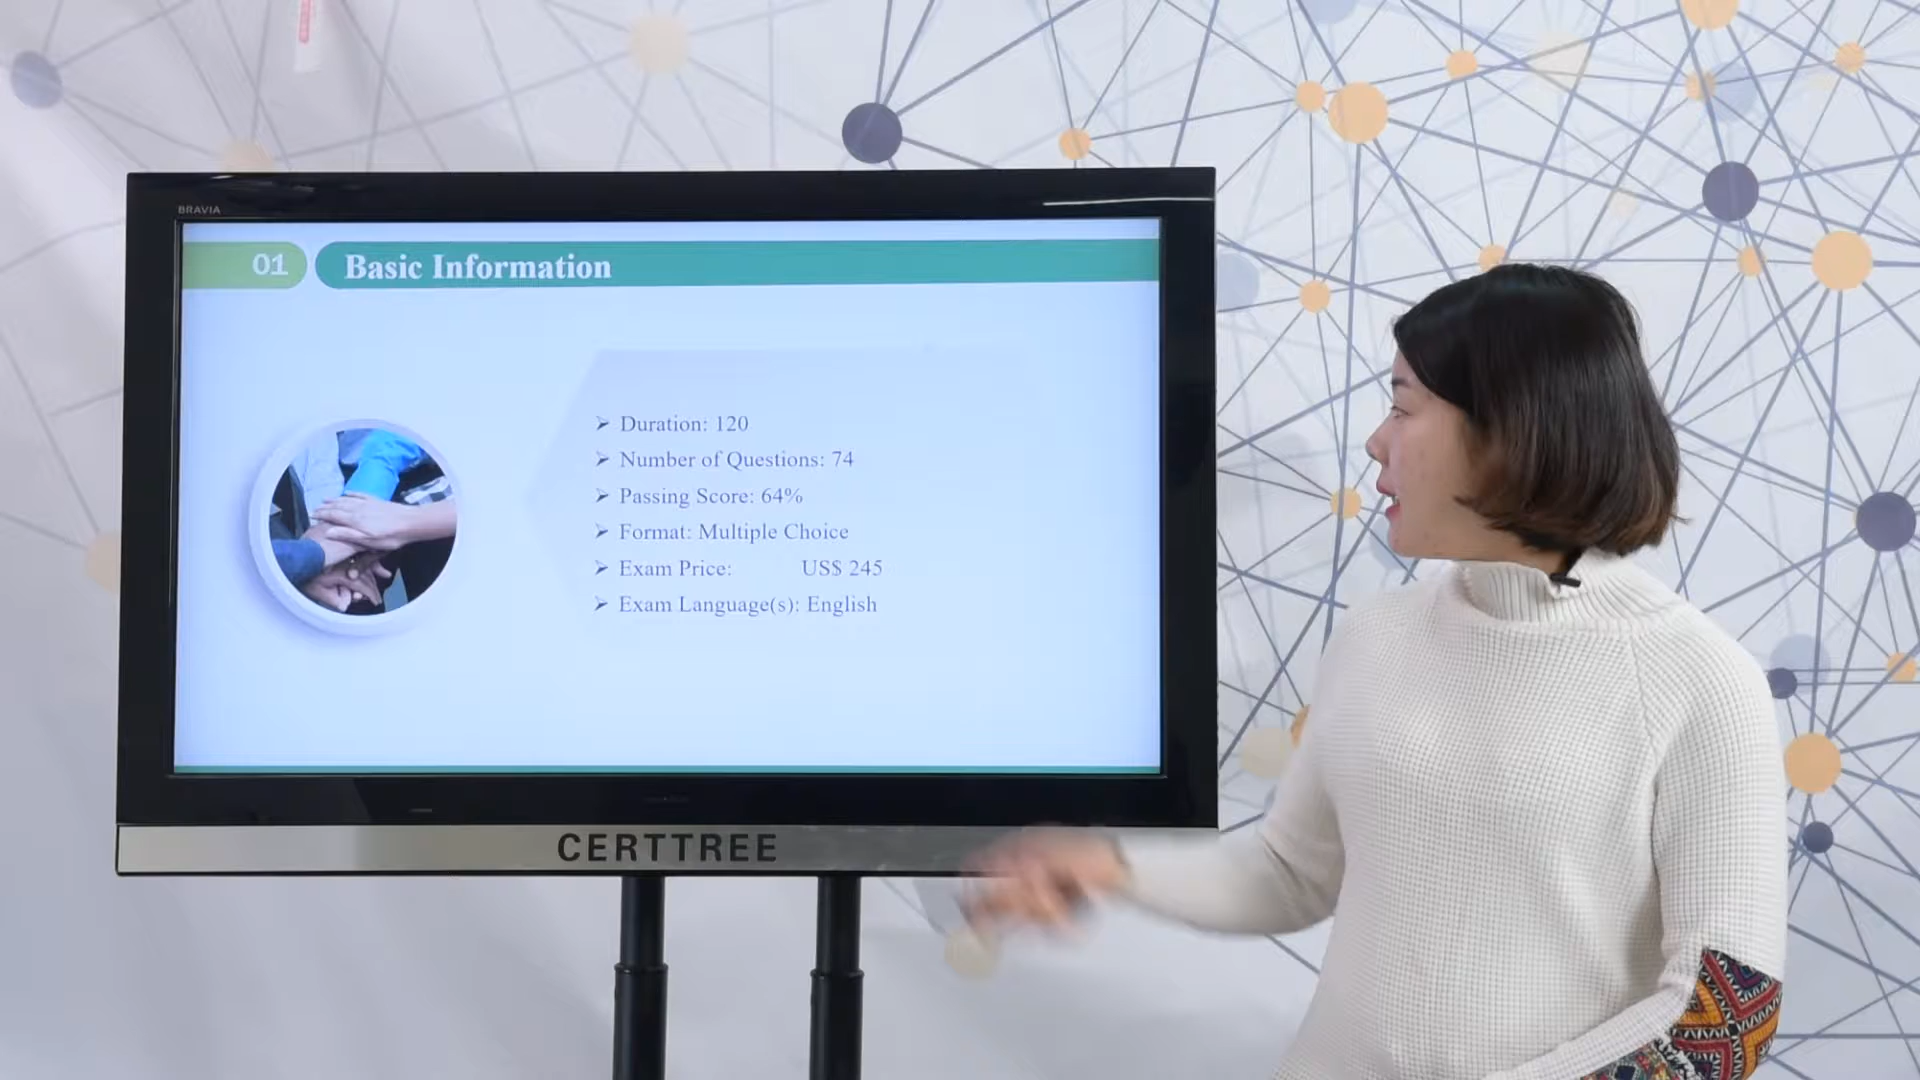 BRAVIA
01 Basic Information
➢ Duration: 120
➢ Number of Questions: 74
➢ Passing Score: 64%
➢ Format: Multiple Choice
➢ Exam Price: US$ 245
➢ Exam Language(s): English
CERTTREE